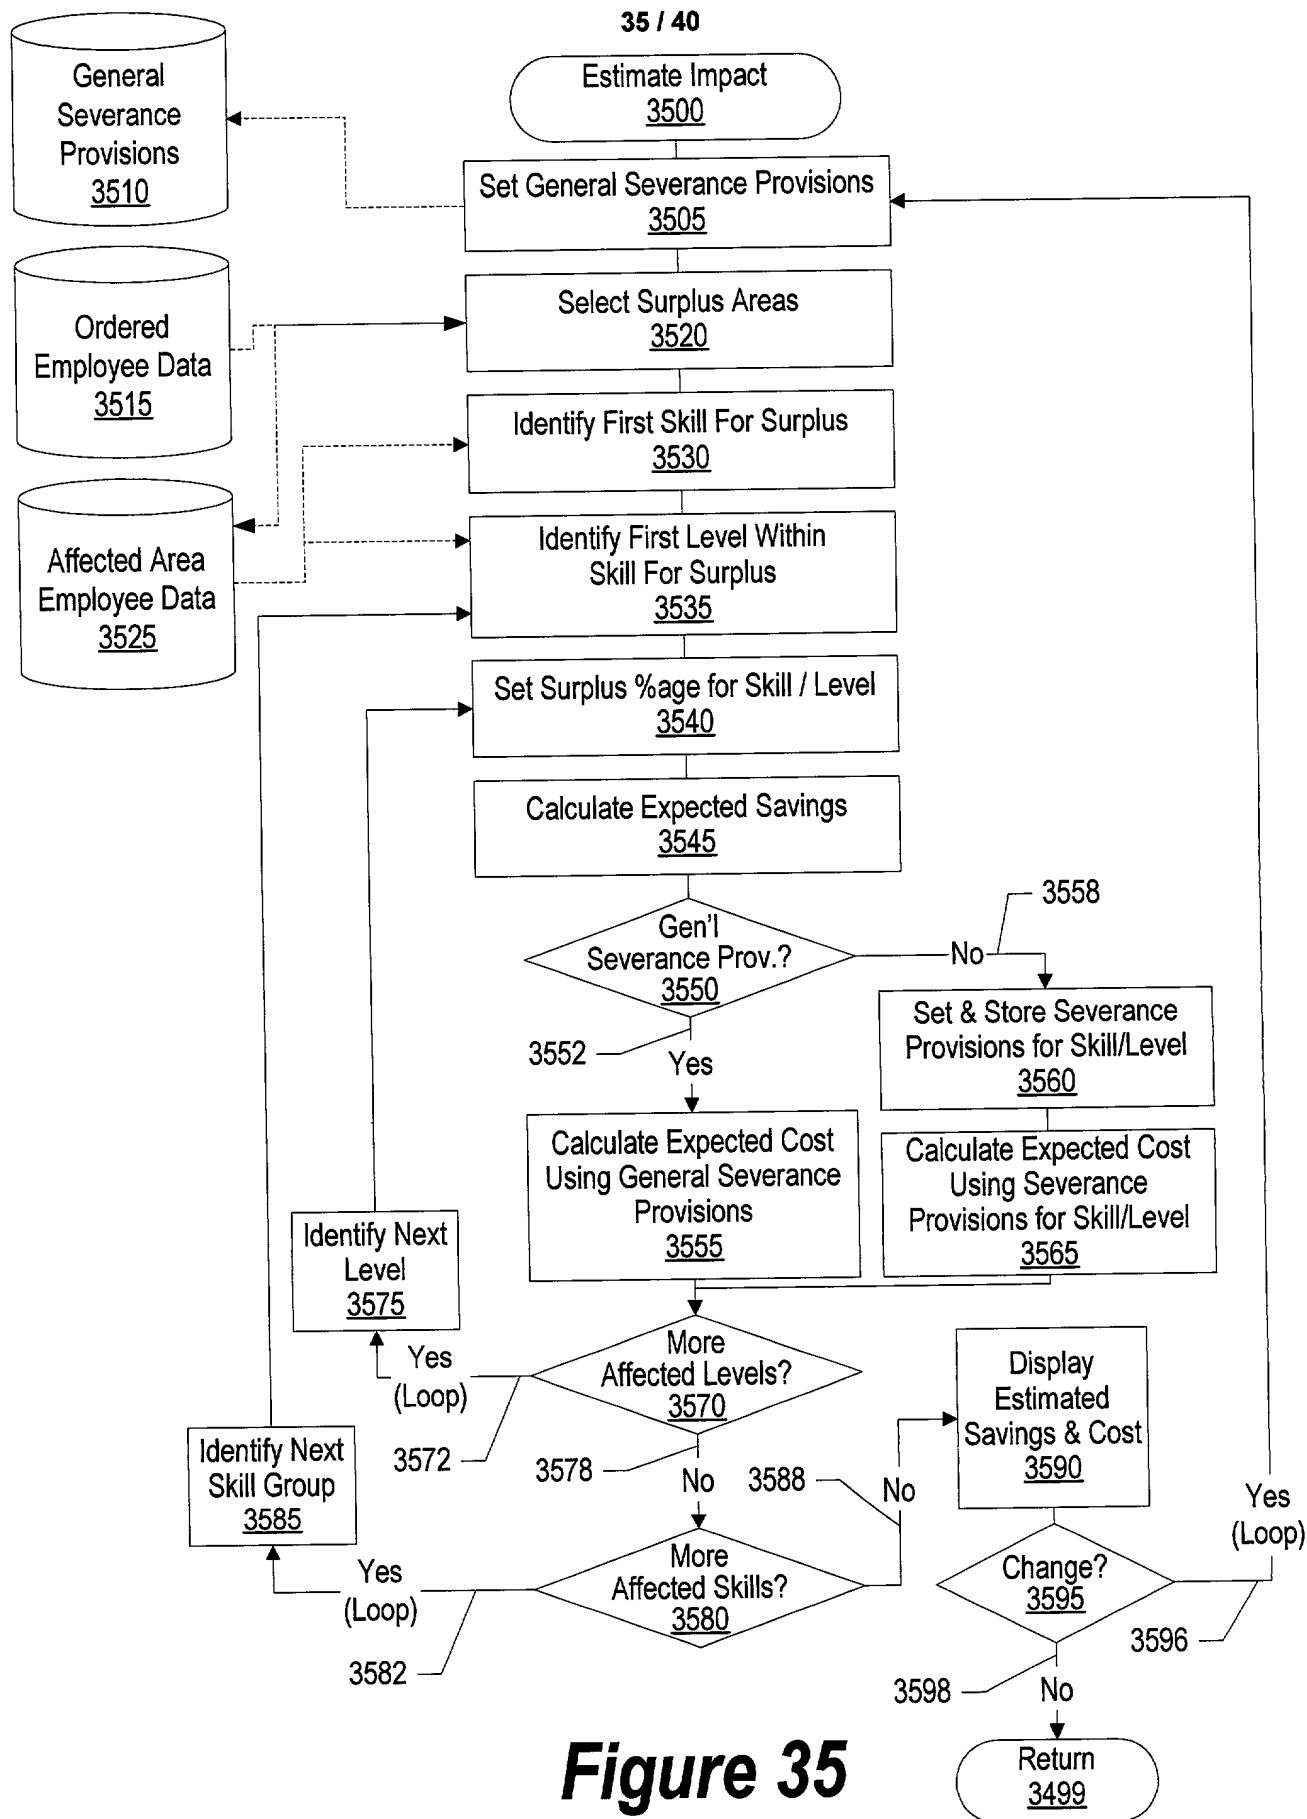 35 / 40
General
Severance
Provisions
3510
Estimate Impact
3500
Set General Severance Provisions
3505
Ordered
Employee Data
3515
Select Surplus Areas
3520
Identify First Skill For Surplus
3530
Affected Area
Employee Data
3525
Identify First Level Within
Skill For Surplus
3535
Set Surplus %age for Skill / Level
3540
Calculate Expected Savings
3545
Gen'l
Severance Prov.?
3550
No
3558
3552
Yes
Set & Store Severance
Provisions for Skill/Level
3560
Calculate Expected Cost
Using General Severance
Provisions
3555
Calculate Expected Cost
Using Severance
Provisions for Skill/Level
3565
Identify Next
Level
3575
Yes
(Loop)
3572
More
Affected Levels?
3570
3578
No
Display
Estimated
Savings & Cost
3590
3588
No
Identify Next
Skill Group
3585
Yes
(Loop)
3582
More
Affected Skills?
3580
Change?
3595
Yes
(Loop)
3596
3598
No
Return
3499
Figure 35